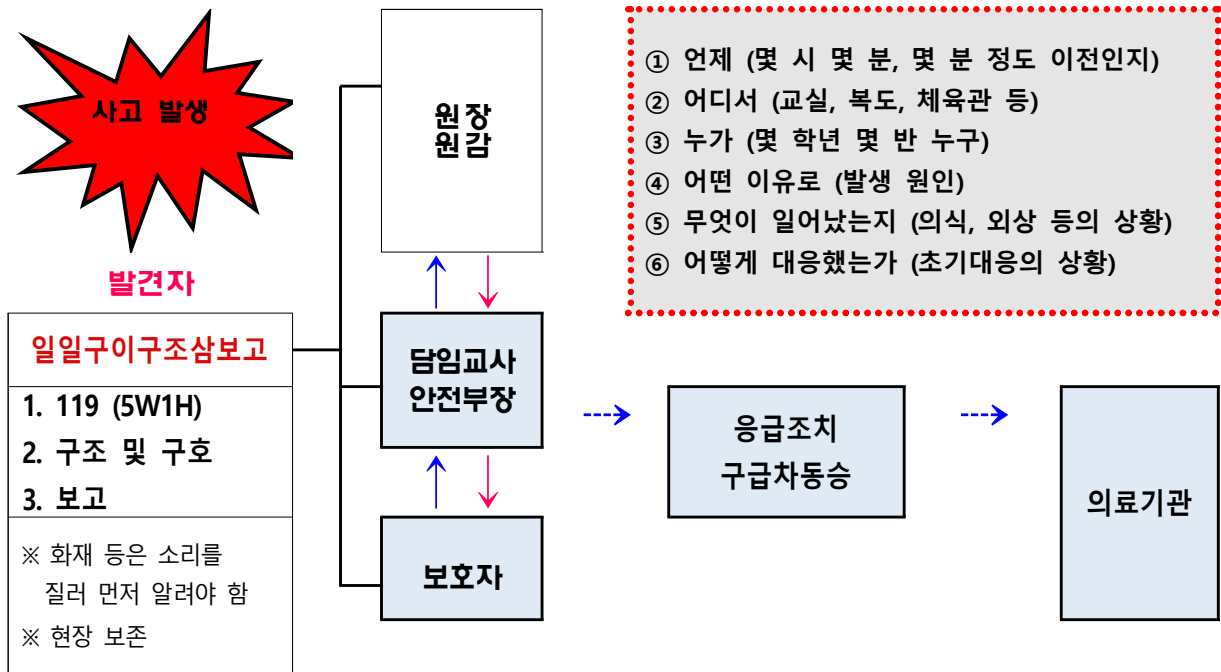 사고 발생
발견자
일일구이구조삼보고
1. 119 (5W1H)
2. 구조 및 구호
3. 보고
※ 화재 등은 소리를
질러 먼저 알려야 함
※ 현장 보존
원장
원감
담임교사
안전부장
보호자
① 언제 (몇 시 몇 분, 몇 분 정도 이전인지)
② 어디서 (교실, 복도, 체육관 등)
③ 누가 (몇 학년 몇 반 누구)
④ 어떤 이유로 (발생 원인)
⑤ 무엇이 일어났는지 (의식, 외상 등의 상황)
⑥ 어떻게 대응했는가 (초기대응의 상황)
응급조치
구급차동승
의료기관